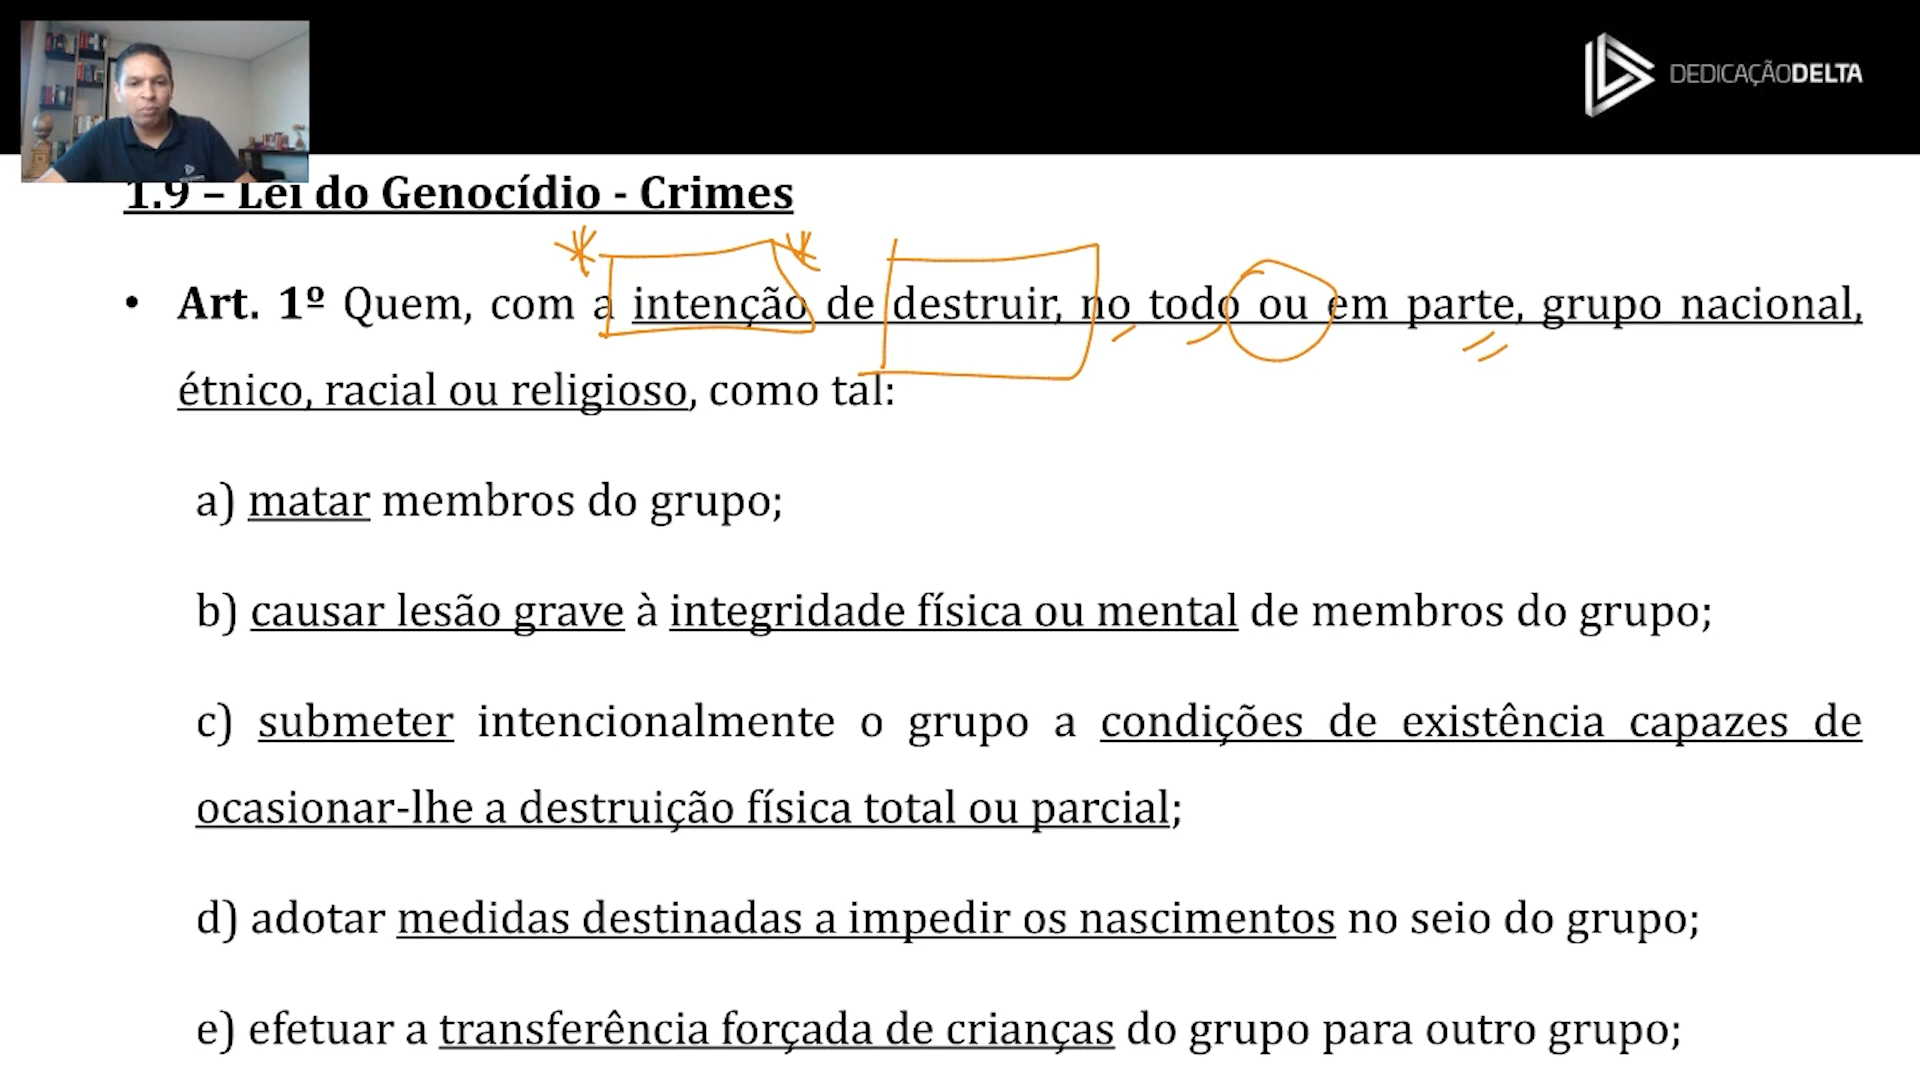 DEDICAÇÃODELTA
1.9 – Lei do Genocídio - Crimes
• Art. 1º Quem, com a intenção de destruir, no todo ou em parte, grupo nacional,
étnico, racial ou religioso, como tal:
a) matar membros do grupo;
b) causar lesão grave à integridade física ou mental de membros do grupo;
c) submeter intencionalmente o grupo a condições de existência capazes de
ocasionar-lhe a destruição física total ou parcial;
d) adotar medidas destinadas a impedir os nascimentos no seio do grupo;
e) efetuar a transferência forçada de crianças do grupo para outro grupo;